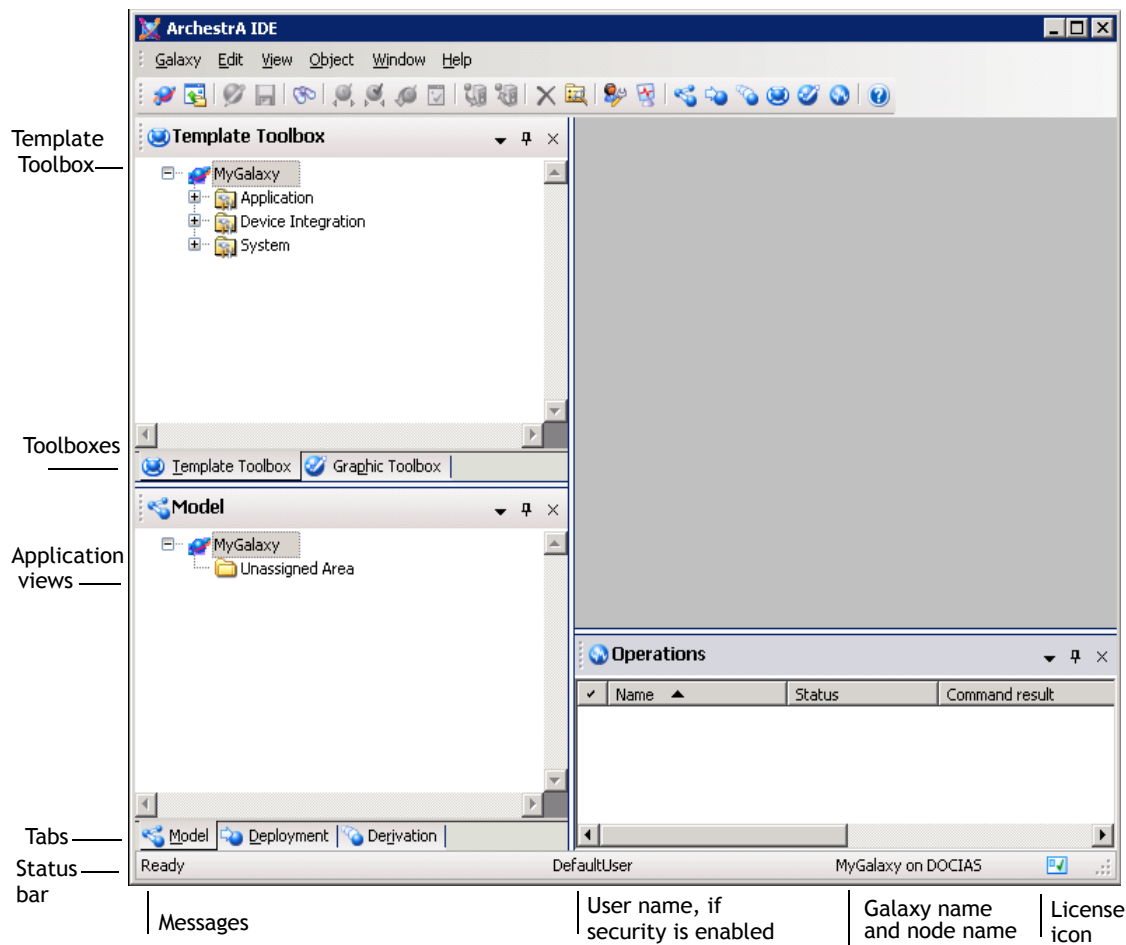 ArchestrA IDE
Galaxy Edit View Object Window Help
Template
Toolbox
Template Toolbox
MyGalaxy
Application
Device Integration
System
Toolboxes
Template Toolbox Graphic Toolbox
Model
Application
views
MyGalaxy
Unassigned Area
Operations
Name Status Command result
Tabs
Model Deployment Derivation
Status
bar
Ready DefaultUser MyGalaxy on DOCIAS
Messages
User name, if
security is enabled
Galaxy name
and node name
License
icon